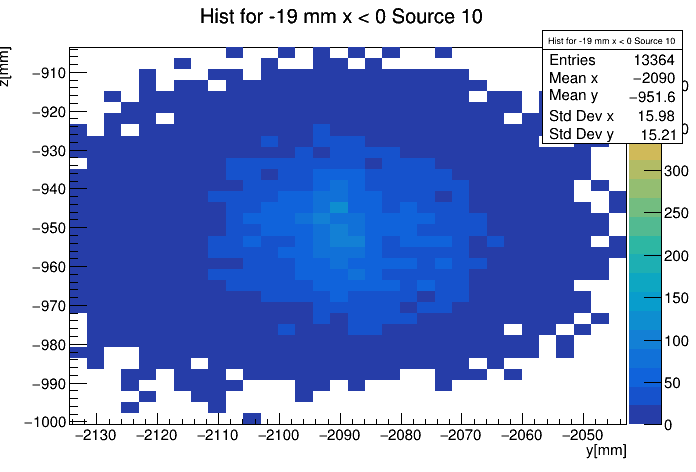 Hist for -19 mm x < 0 Source 10
Hist for -19 mm x < 0 Source 10
Entries 13364
Mean x −2090
Mean y −951.6
Std Dev x 15.98
Std Dev y 15.21
z[mm]
−910
−920
−930
−940
−950
−960
−970
−980
−990
−1000
−2130 −2120 −2110 −2100 −2090 −2080 −2070 −2060 −2050
y[mm]
300
250
200
150
100
50
0